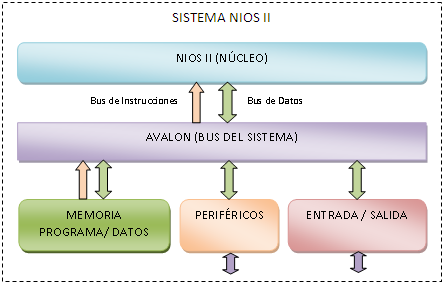 SISTEMA NIOS II
NIOS II (NÚCLEO)
Bus de Instrucciones
Bus de Datos
AVALON (BUS DEL SISTEMA)
MEMORIA
PROGRAMA/ DATOS
PERIFÉRICOS
ENTRADA / SALIDA